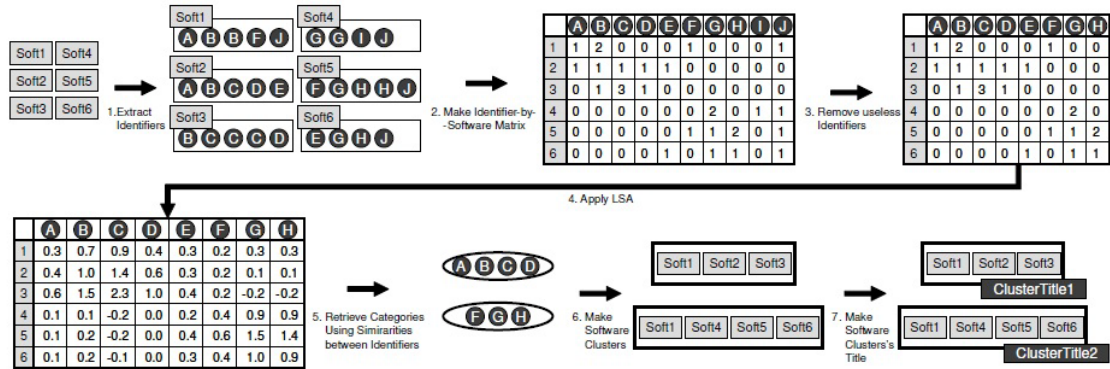 Soft1 Soft4
Soft2 Soft5
Soft3 Soft6
1.Extract
Identifiers
Soft1
A B B F J
Soft4
G G I J
Soft2
A B C D E
Soft5
F G H H J
Soft3
B C C C D
Soft6
E G H J
2. Make Identifier-by-
-Software Matrix
A B C D E F G H I J
1 1 2 0 0 0 1 0 0 0 1
2 1 1 1 1 1 0 0 0 0 0
3 0 1 3 1 0 0 0 0 0 0
4 0 0 0 0 0 0 2 0 1 1
5 0 0 0 0 0 1 1 2 0 1
6 0 0 0 0 1 0 1 1 0 1
3. Remove useless
Identifiers
A B C D E F G H
1 1 2 0 0 0 1 0 0
2 1 1 1 1 1 0 0 0
3 0 1 3 1 0 0 0 0
4 0 0 0 0 0 0 2 0
5 0 0 0 0 0 1 1 2
6 0 0 0 0 1 0 1 1
4. Apply LSA
A B C D E F G H
1 0.3 0.7 0.9 0.4 0.3 0.2 0.3 0.3
2 0.4 1.0 1.4 0.6 0.3 0.2 0.1 0.1
3 0.6 1.5 2.3 1.0 0.4 0.2 -0.2 -0.2
4 0.1 0.1 -0.2 0.0 0.2 0.4 0.9 0.9
5 0.1 0.2 -0.2 0.0 0.4 0.6 1.5 1.4
6 0.1 0.2 -0.1 0.0 0.3 0.4 1.0 0.9
5. Retrieve Categories
Using Simirarities
between Identifiers
A B C D
F G H
6. Make
Software
Clusters
Soft1 Soft2 Soft3
Soft1 Soft4 Soft5 Soft6
7. Make
Software
Clusters's
Title
Soft1 Soft2 Soft3
ClusterTitle1
Soft1 Soft4 Soft5 Soft6
ClusterTitle2